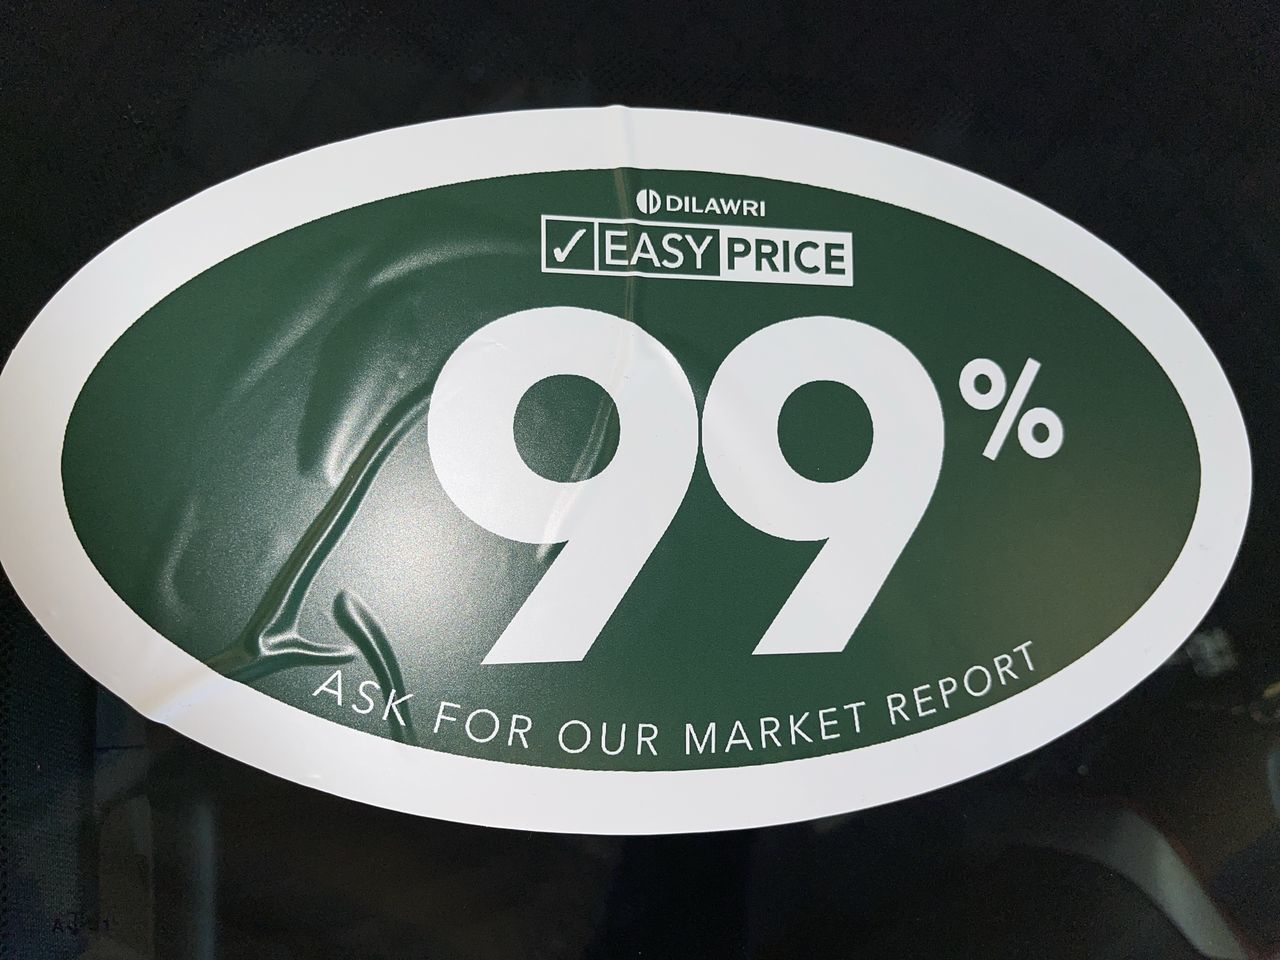 DILAWRI
✓ EASY PRICE
99%
ASK FOR OUR MARKET REPORT